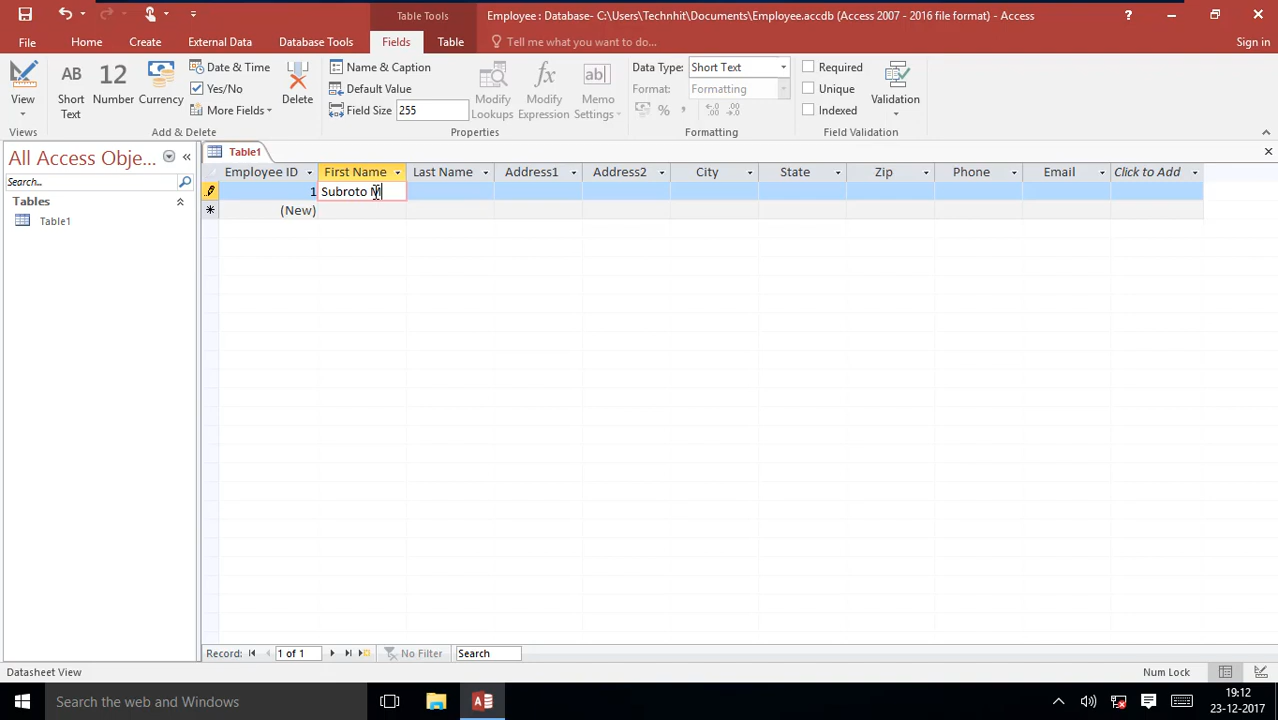 Table Tools
Employee : Database- C:\Users\Technhit\Documents\Employee.accdb (Access 2007 - 2016 file format) - Access
File
Home
Create
External Data
Database Tools
Fields
Table
Tell me what you want to do...
Sign in
View
AB
Short Text
12
Number
Currency
Date & Time
Yes/No
More Fields
Delete
Name & Caption
Default Value
Field Size 255
Modify Lookups
fx
Modify Expression
ab
Memo Settings
Data Type: Short Text
Format: Formatting
%
Required
Unique
Indexed
Validation
Views
Add & Delete
Properties
Formatting
Field Validation
All Access Obje...
Search...
Tables
Table1
Table1
Employee ID First Name Last Name Address1 Address2 City State Zip Phone Email Click to Add
1 Subroto M
(New)
Record: 1 of 1 No Filter Search
Datasheet View
Num Lock
Search the web and Windows
19:12
23-12-2017